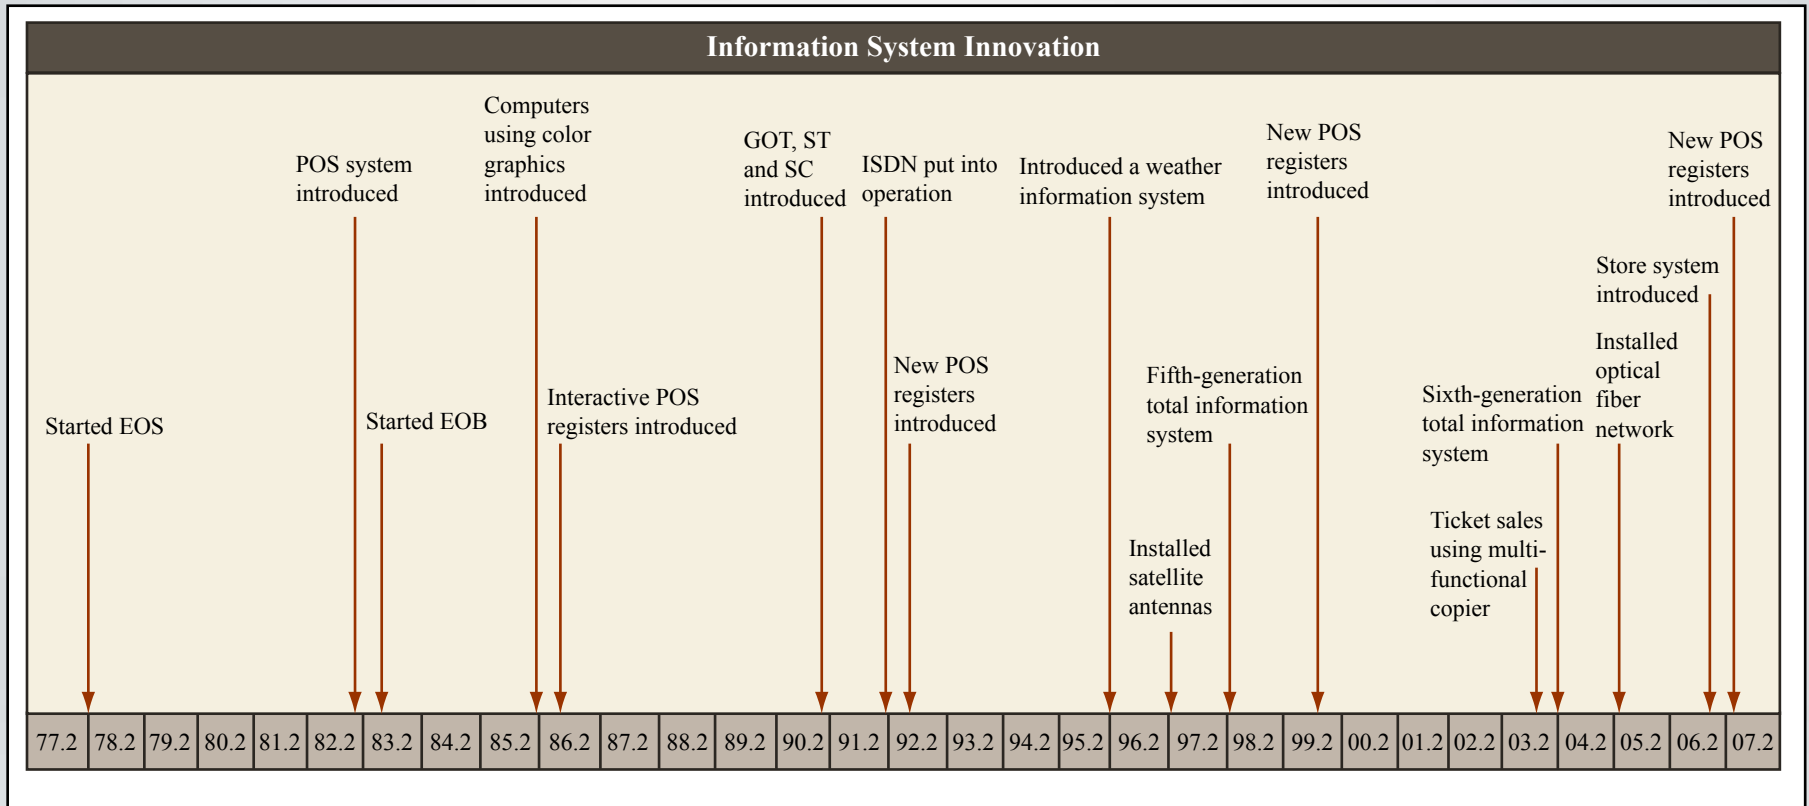 Information System Innovation
Started EOS
POS system
introduced
Started EOB
Computers
using color
graphics
introduced
Interactive POS
registers introduced
GOT, ST
and SC
introduced
ISDN put into
operation
New POS
registers
introduced
Introduced a weather
information system
Installed
satellite
antennas
Fifth-generation
total information
system
New POS
registers
introduced
Ticket sales
using multi-
functional
copier
Sixth-generation
total information
system
Installed
optical
fiber
network
Store system
introduced
New POS
registers
introduced
77.2 78.2 79.2 80.2 81.2 82.2 83.2 84.2 85.2 86.2 87.2 88.2 89.2 90.2 91.2 92.2 93.2 94.2 95.2 96.2 97.2 98.2 99.2 00.2 01.2 02.2 03.2 04.2 05.2 06.2 07.2